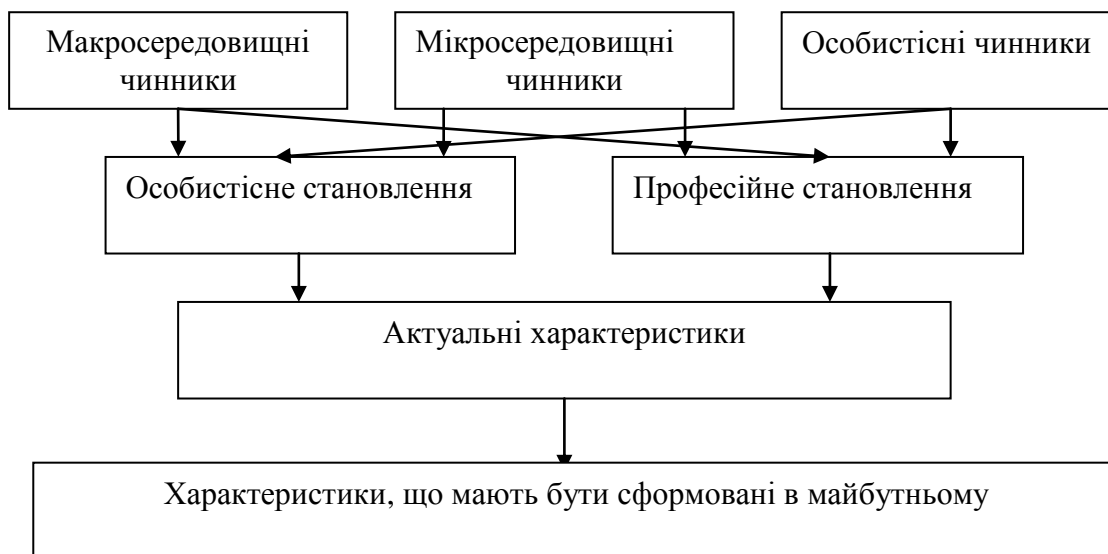 Макросередовищні
чинники
Мікросередовищні
чинники
Особистісні чинники
Особистісне становлення
Професійне становлення
Актуальні характеристики
Характеристики, що мають бути сформовані в майбутньому